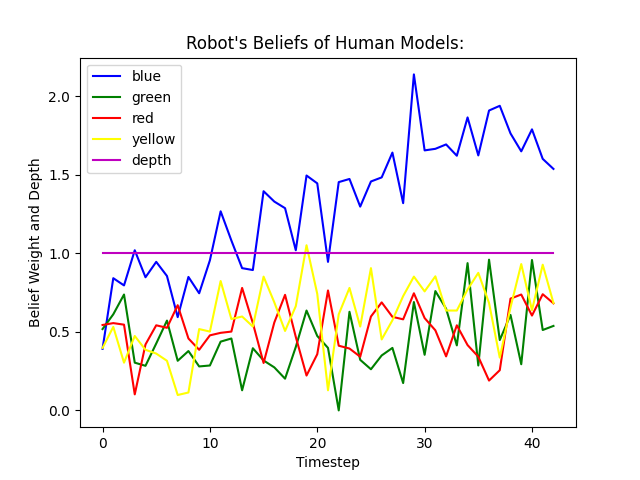 Robot's Beliefs of Human Models:
blue
green
red
yellow
depth
Belief Weight and Depth
2.0
1.5
1.0
0.5
0.0
0 10 20 30 40
Timestep